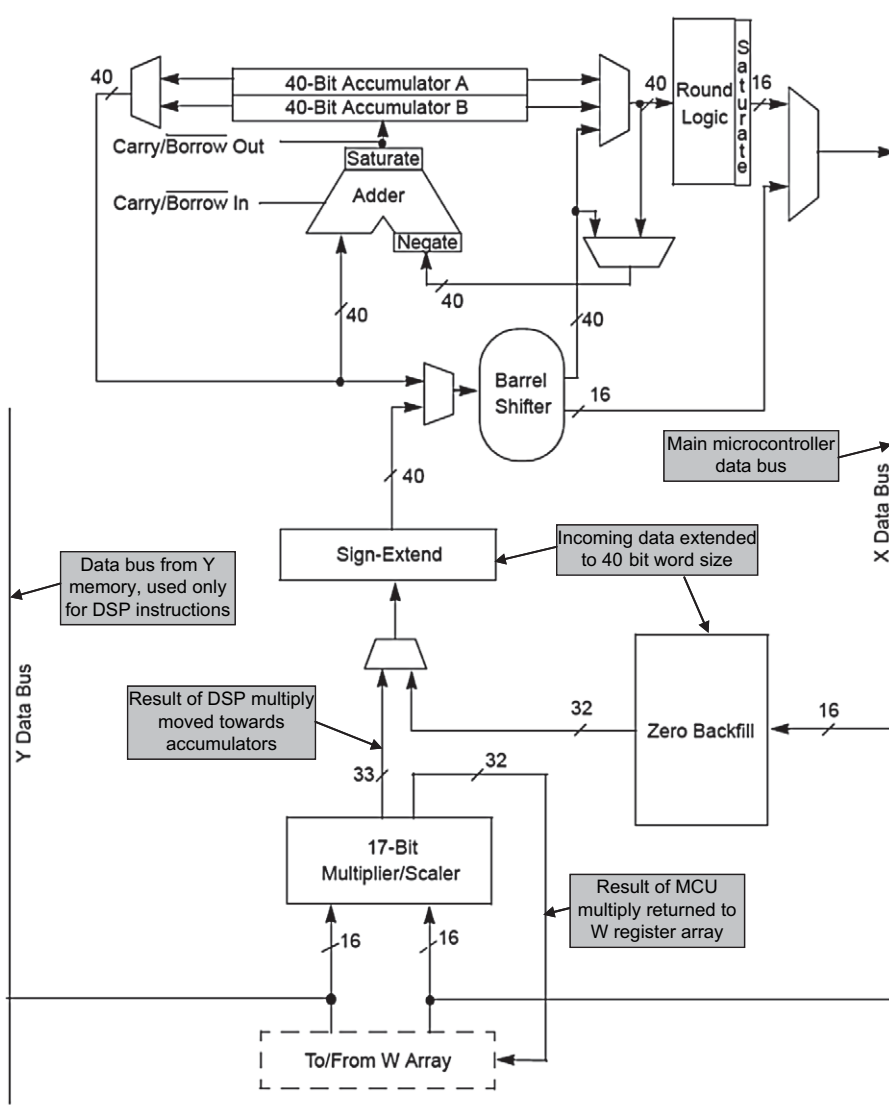 40
40-Bit Accumulator A
40-Bit Accumulator B
40
Round
Logic
Saturate
16
Carry/Borrow Out
Saturate
Carry/Borrow In
Adder
Negate
40
40
40
Barrel
Shifter
16
Main microcontroller
data bus
40
X Data Bus
Sign-Extend
Incoming data extended
to 40 bit word size
Data bus from Y
memory, used only
for DSP instructions
Y Data Bus
Result of DSP multiply
moved towards
accumulators
32
Zero Backfill
16
33
32
17-Bit
Multiplier/Scaler
Result of MCU
multiply returned to
W register array
16
16
To/From W Array